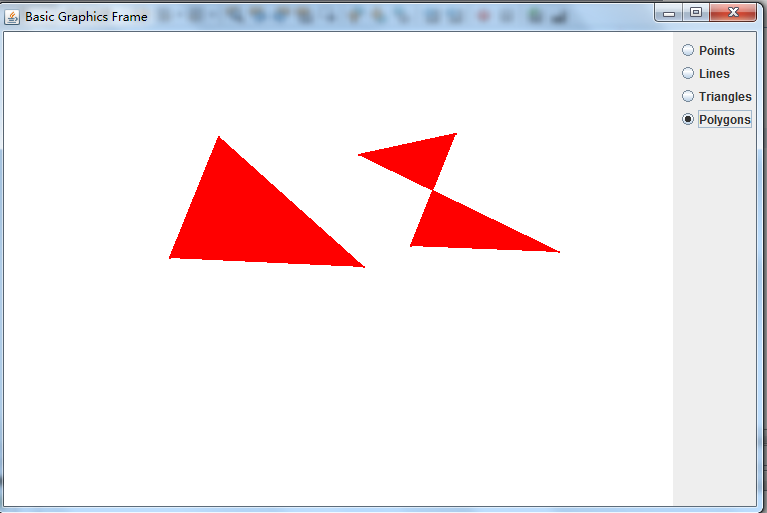 Basic Graphics Frame
Points
Lines
Triangles
Polygons